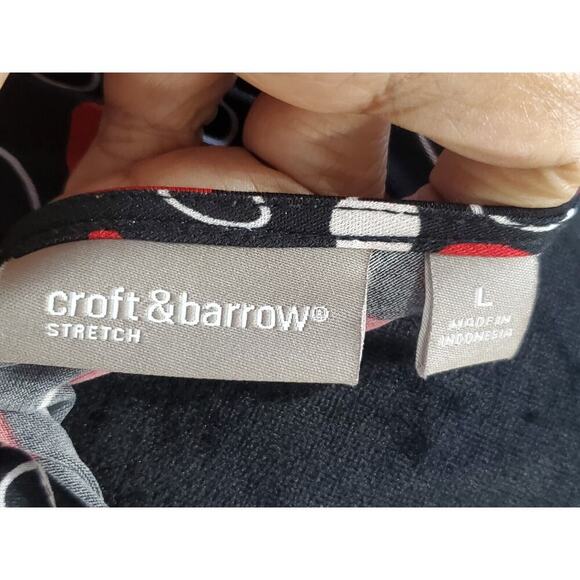 croft&barrow®
STRETCH
L
MADE IN
INDONESIA